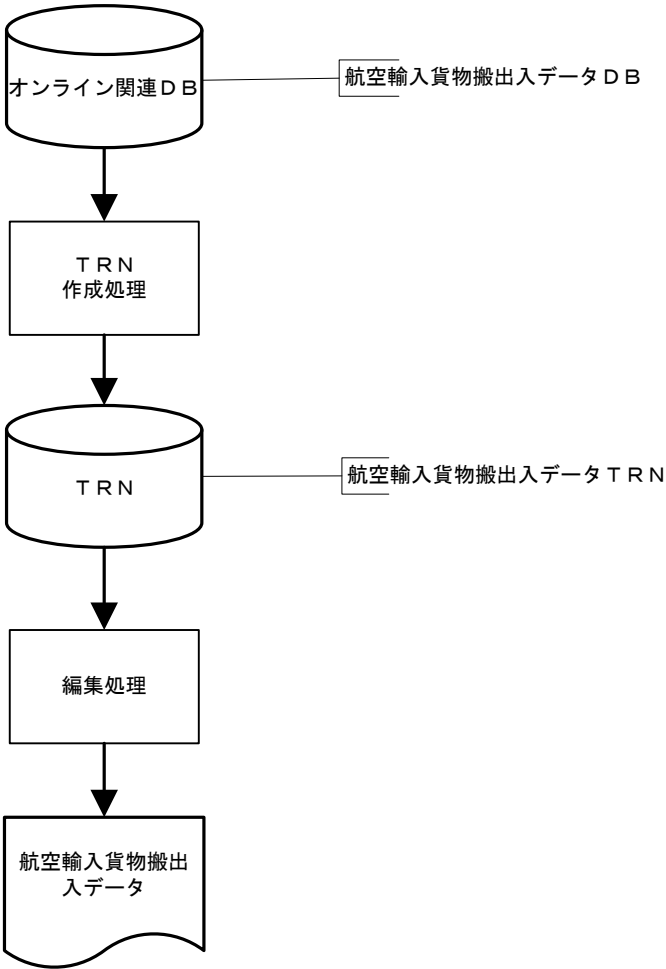 オンライン関連ＤＢ
航空輸入貨物搬出入データＤＢ
ＴＲＮ
作成処理
ＴＲＮ
航空輸入貨物搬出入データＴＲＮ
編集処理
航空輸入貨物搬出
入データ